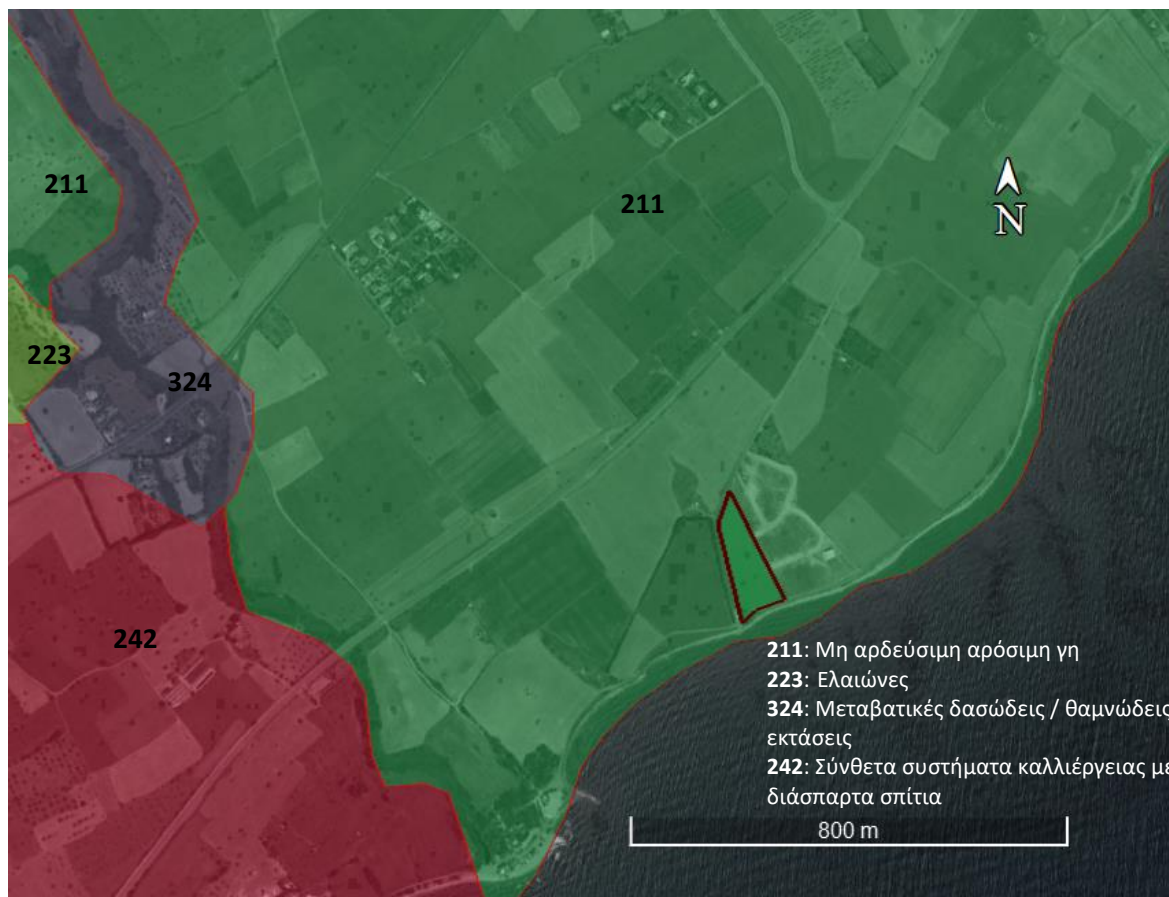 211
211
N
223
324
242
211: Μη αρδεύσιμη αρόσιμη γη
223: Ελαιώνες
324: Μεταβατικές δασώδεις / θαμνώδεις
εκτάσεις
242: Σύνθετα συστήματα καλλιέργειας με
διάσπαρτα σπίτια
800 m